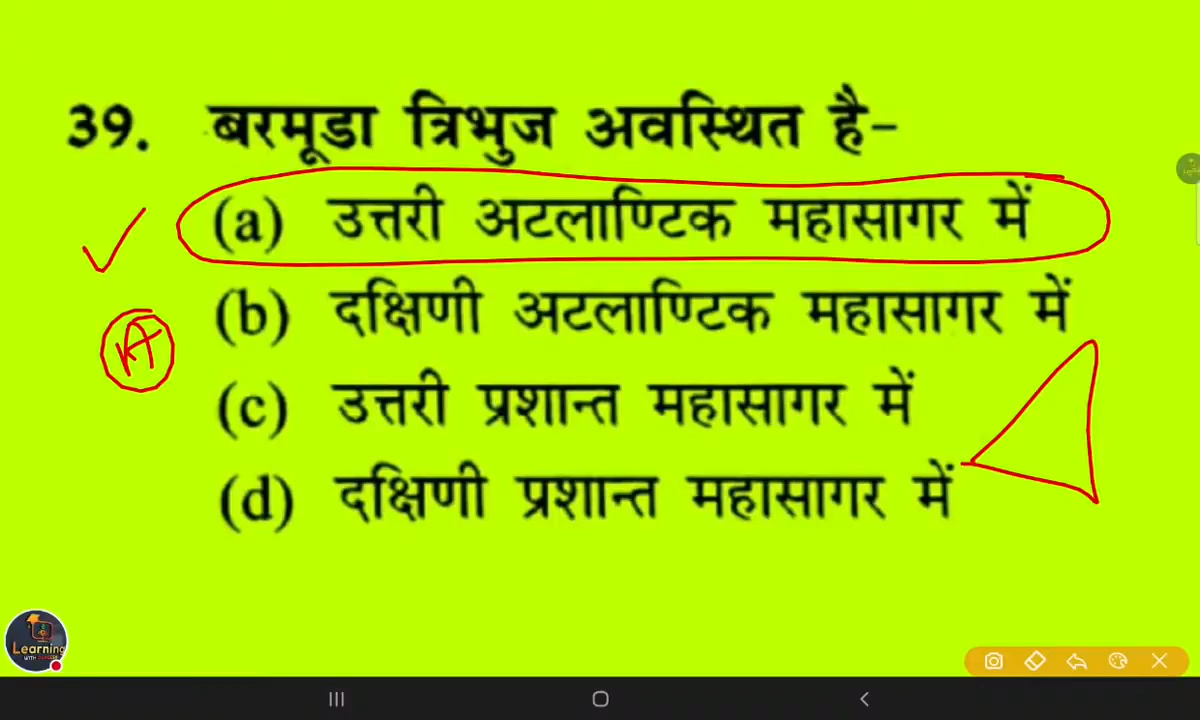 39. बरमूडा त्रिभुज अवस्थित है-
(a) उत्तरी अटलाण्टिक महासागर में
(b) दक्षिणी अटलाण्टिक महासागर में
A
(c) उत्तरी प्रशान्त महासागर में
(d) दक्षिणी प्रशान्त महासागर में
Learning